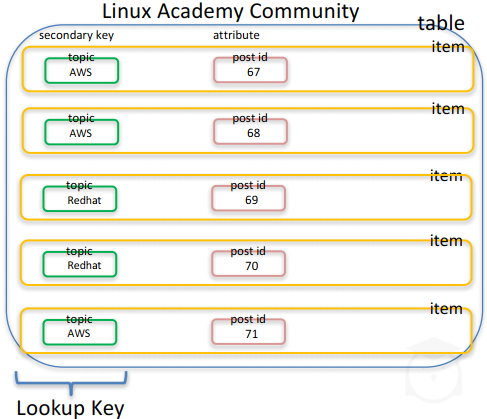 Linux Academy Community
table
secondary key attribute
item
topic post id
AWS 67
item
topic post id
AWS 68
item
topic post id
Redhat 69
item
topic post id
Redhat 70
item
topic post id
AWS 71
Lookup Key